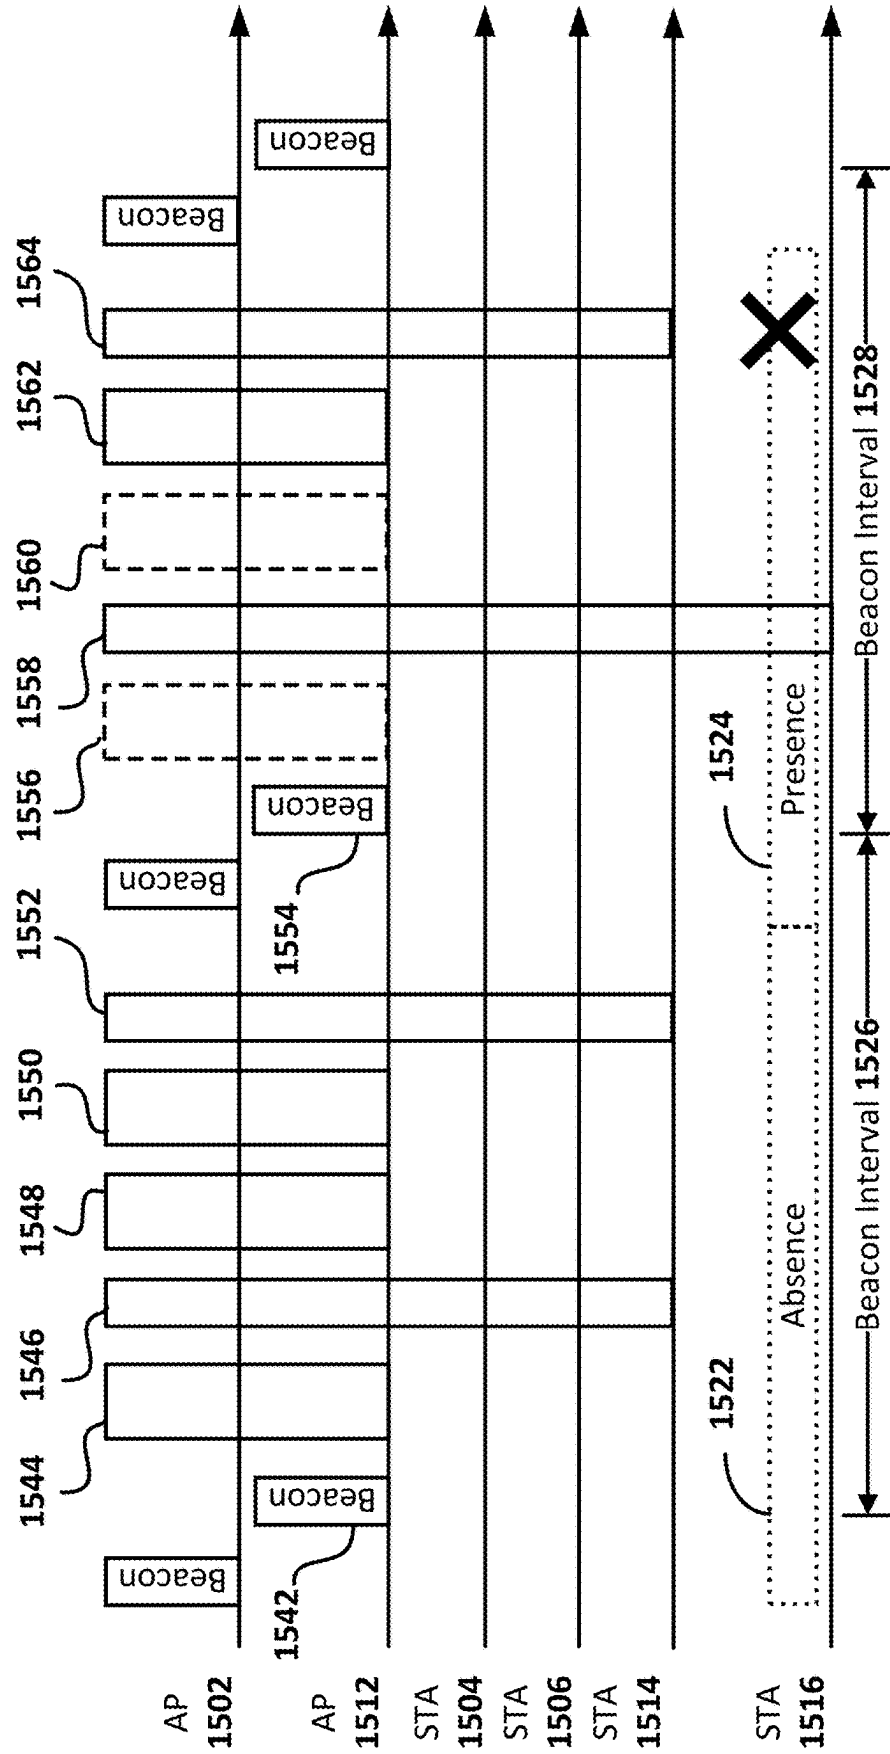 1544
1546
1548
1550
1552
1556
1558
1560
1562
1564
AP
1502
Beacon
Beacon
Beacon
AP
1512
Beacon
Beacon
Beacon
1542
1554
STA
1504
STA
1506
STA
1514
1522
1524
STA
1516
Absence
Presence
Beacon Interval 1526
Beacon Interval 1528